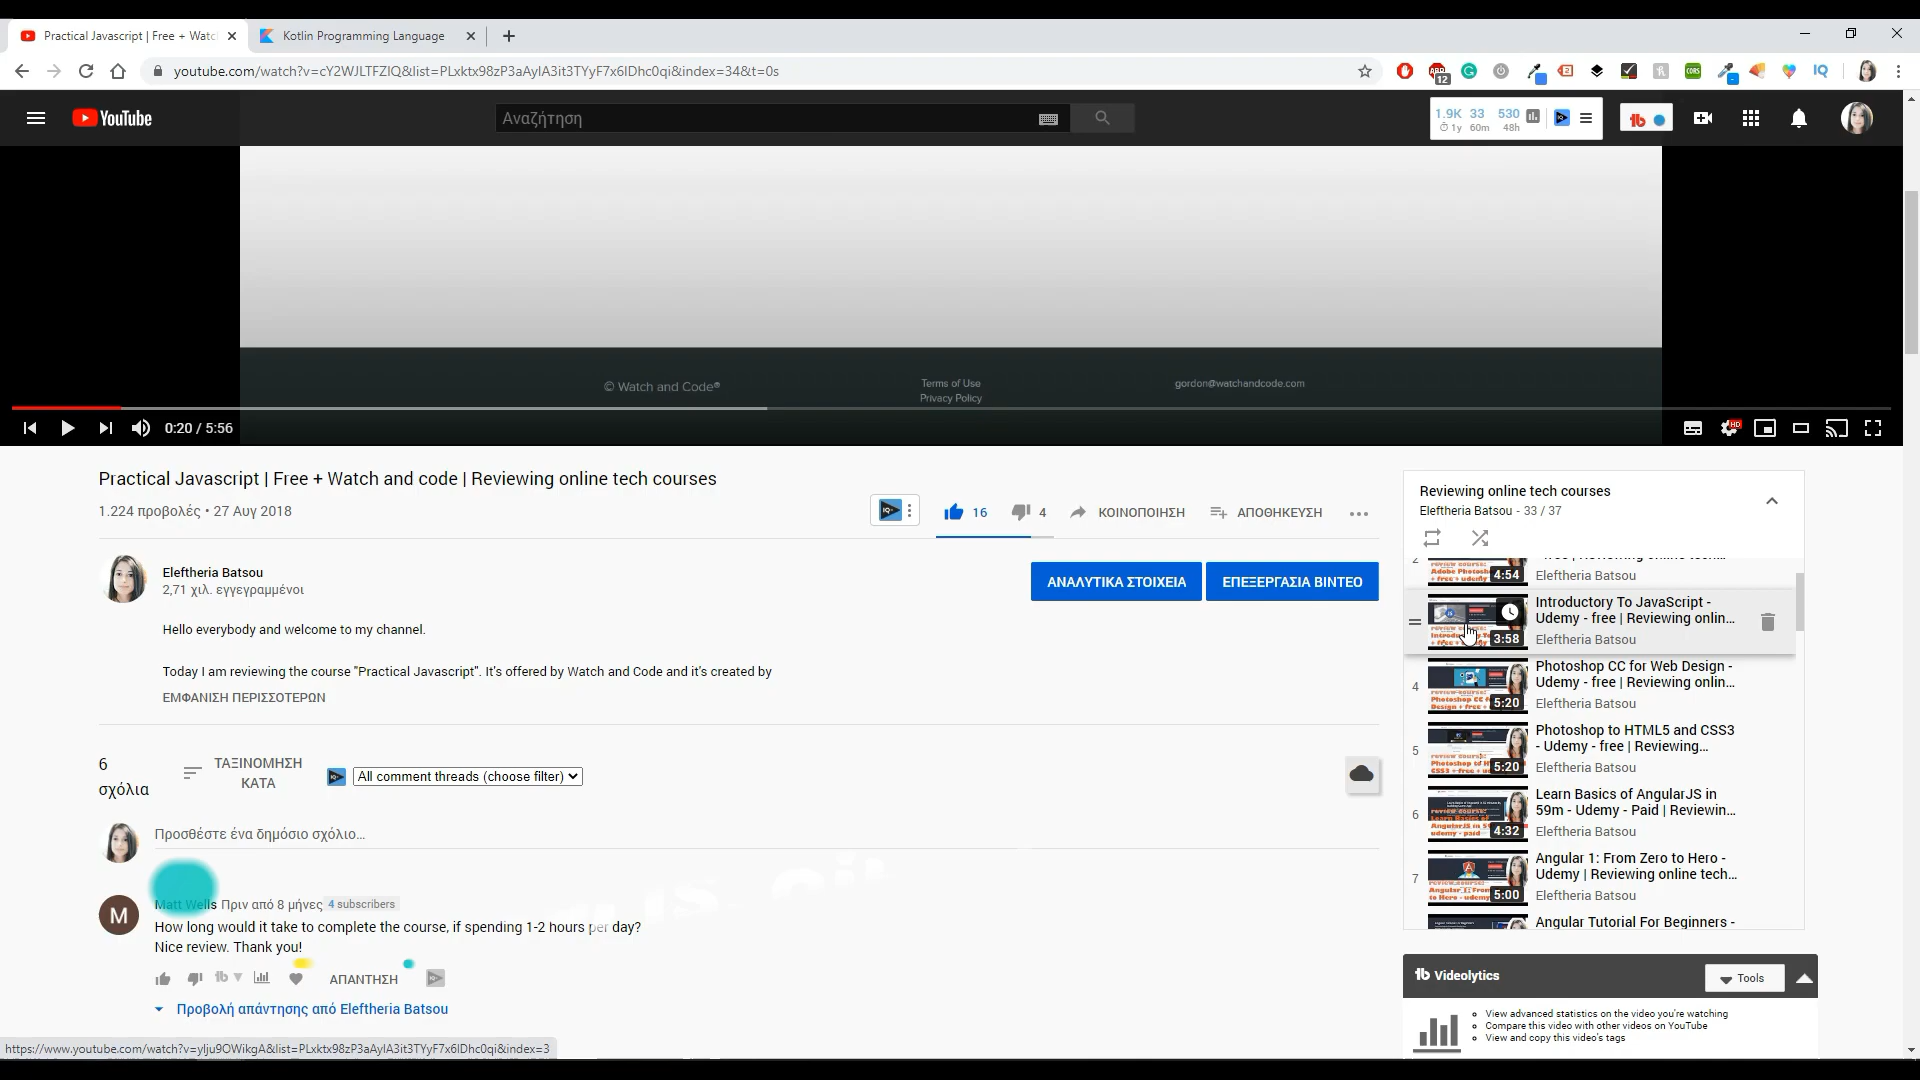 Practical Javascript | Free + Watc
Kotlin Programming Language
youtube.com/watch?v=cY2WJLTFZIQ&list=PLxktx98zP3aAylA3it3TYyF7x6IDhc0qi&index=34&t=0s
12
CORS
IQ
YouTube
Αναζήτηση
1.9K 33 530
1y 60m 48h
© Watch and Code®
Terms of Use
Privacy Policy
gordon@watchandcode.com
0:20 / 5:56
HD
Practical Javascript | Free + Watch and code | Reviewing online tech courses
1.224 προβολές • 27 Αυγ 2018
16
4
ΚΟΙΝΟΠΟΙΗΣΗ
ΑΠΟΘΗΚΕΥΣΗ
Eleftheria Batsou
2,71 χιλ. εγγεγραμμένοι
ΑΝΑΛΥΤΙΚΑ ΣΤΟΙΧΕΙΑ
ΕΠΕΞΕΡΓΑΣΙΑ ΒΙΝΤΕΟ
Hello everybody and welcome to my channel.
Today I am reviewing the course "Practical Javascript". It's offered by Watch and Code and it's created by
ΕΜΦΑΝΙΣΗ ΠΕΡΙΣΣΟΤΕΡΩΝ
6
σχόλια
ΤΑΞΙΝΟΜΗΣΗ
ΚΑΤΑ
All comment threads (choose filter)
Προσθέστε ένα δημόσιο σχόλιο...
M
Matt Wells Πριν από 8 μήνες 4 subscribers
How long would it take to complete the course, if spending 1-2 hours per day?
Nice review. Thank you!
ΑΠΑΝΤΗΣΗ
Προβολή απάντησης από Eleftheria Batsou
https://www.youtube.com/watch?v=ylju9OWikgA&list=PLxktx98zP3aAylA3it3TYyF7x6IDhc0qi&index=3
Reviewing online tech courses
Eleftheria Batsou - 33 / 37
2
4:54
Eleftheria Batsou
Introductory To JavaScript -
Udemy - free | Reviewing onlin...
3:58
Eleftheria Batsou
4
Photoshop CC for Web Design -
Udemy - free | Reviewing onlin...
5:20
Eleftheria Batsou
5
Photoshop to HTML5 and CSS3
- Udemy - free | Reviewing...
5:20
Eleftheria Batsou
6
Learn Basics of AngularJS in
59m - Udemy - Paid | Reviewin...
4:32
Eleftheria Batsou
7
Angular 1: From Zero to Hero -
Udemy | Reviewing online tech...
5:00
Eleftheria Batsou
Angular Tutorial For Beginners -
Videolytics
Tools
View advanced statistics on the video you're watching
Compare this video with other videos on YouTube
View and copy this video's tags